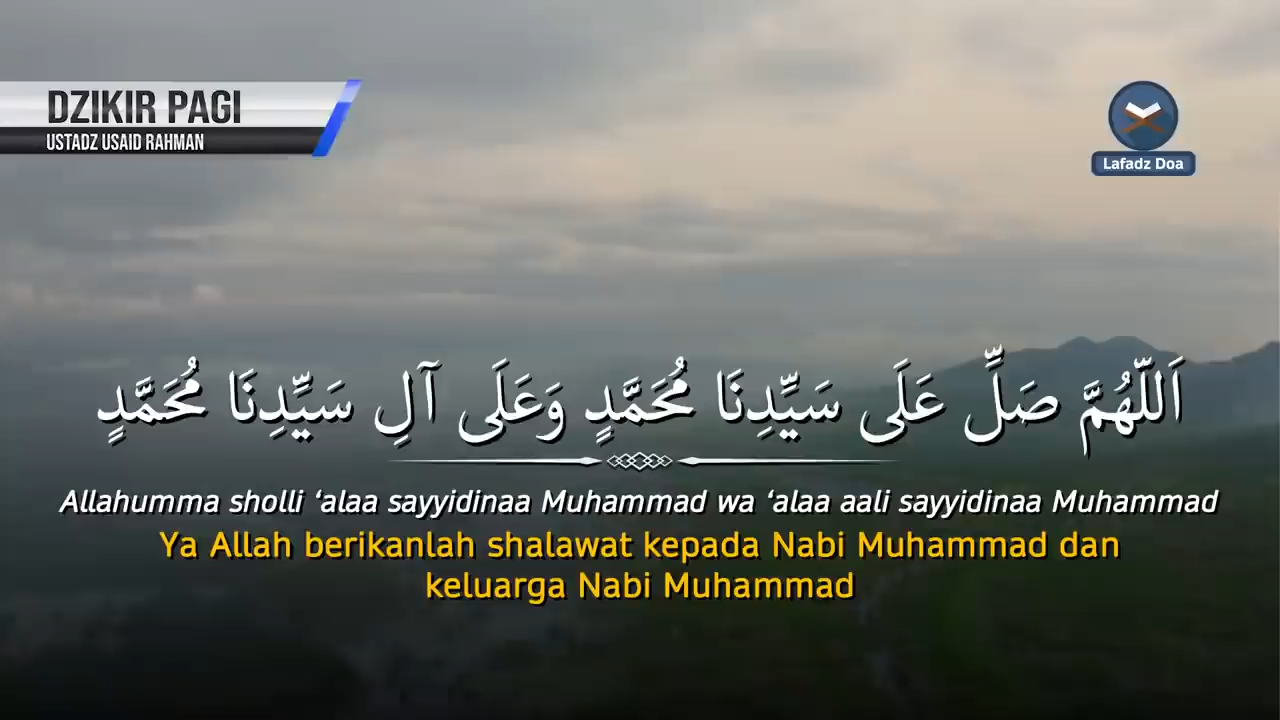 DZIKIR PAGI
USTADZ USAID RAHMAN
Lafadz Doa
اَللّٰهُمَّ صَلِّ عَلَى سَيِّدِنَا مُحَمَّدٍ وَعَلَى آلِ سَيِّدِنَا مُحَمَّدٍ
Allahumma sholli ‘alaa sayyidinaa Muhammad wa ‘alaa aali sayyidinaa Muhammad
Ya Allah berikanlah shalawat kepada Nabi Muhammad dan
keluarga Nabi Muhammad